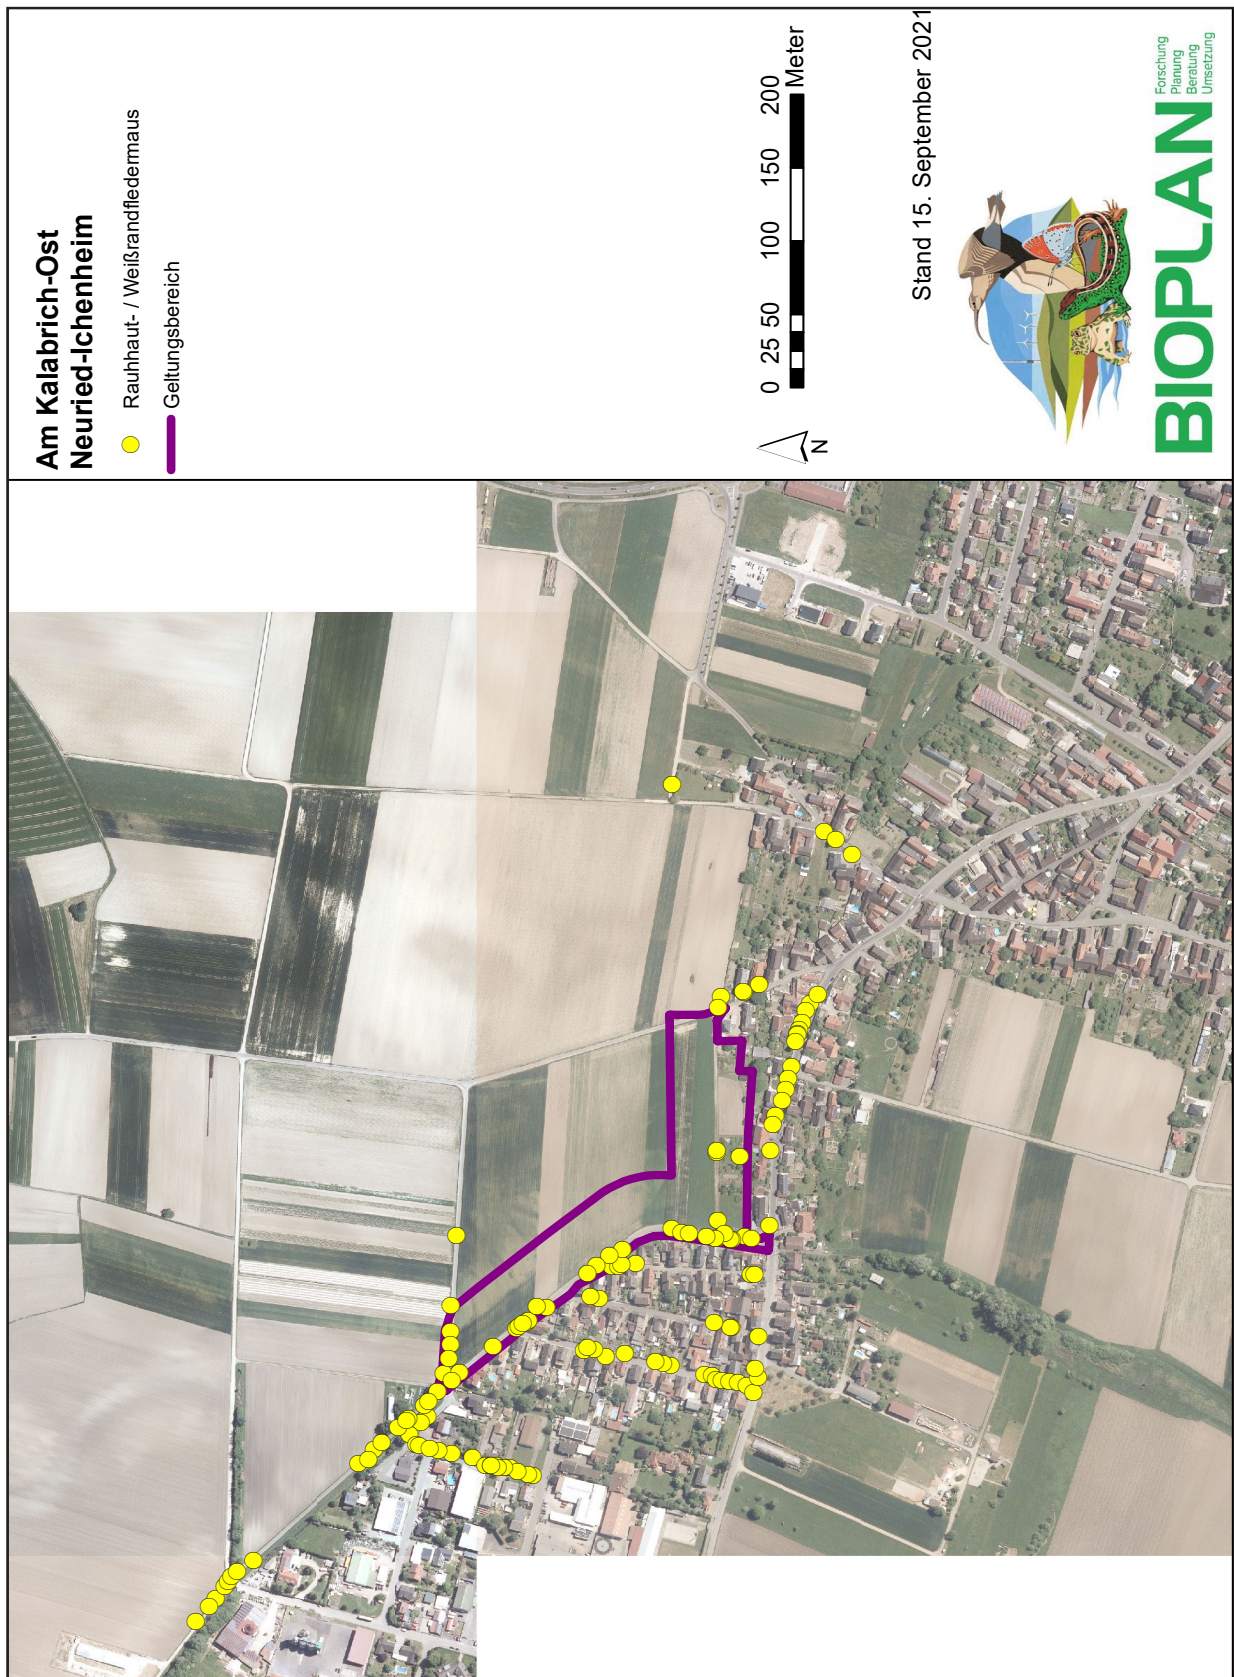 Am Kalabrich-Ost
Neuried-Ichenheim
Rauhhaut- / Weißrandfledermaus
Geltungsbereich
0 25 50 100 150 200
Meter
N
Stand 15. September 2021
BIOPLAN
Forschung
Planung
Beratung
Umsetzung